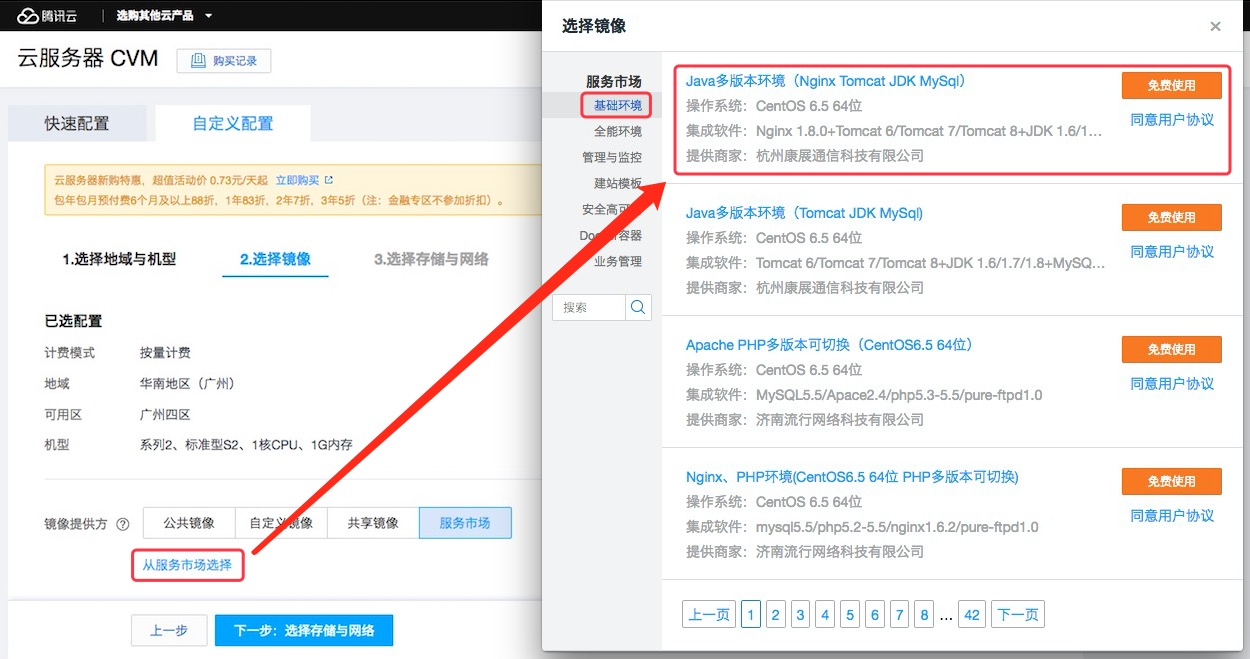 腾讯云
选购其他云产品
云服务器 CVM
购买记录
快速配置
自定义配置
云服务器新购特惠，超值活动价 0.73元/天起 立即购买
包年包月预付费6个月及以上88折，1年83折，2年7折，3年5折（注：金融专区不参加折扣）。
1.选择地域与机型
2.选择镜像
3.选择存储与网络
已选配置
计费模式 按量计费
地域 华南地区（广州）
可用区 广州四区
机型 系列2、标准型S2、1核CPU、1G内存
镜像提供方
公共镜像
自定义镜像
共享镜像
服务市场
从服务市场选择
上一步
下一步：选择存储与网络
选择镜像
服务市场
基础环境
全能环境
管理与监控
建站模板
安全高可
容器
业务管理
搜索
Java多版本环境（Nginx Tomcat JDK MySql）
操作系统：CentOS 6.5 64位
集成软件：Nginx 1.8.0+Tomcat 6/Tomcat 7/Tomcat 8+JDK 1.6/1...
提供商家：杭州康展通信科技有限公司
免费使用
同意用户协议
Java多版本环境（Tomcat JDK MySql)
操作系统：CentOS 6.5 64位
集成软件：Tomcat 6/Tomcat 7/Tomcat 8+JDK 1.6/1.7/1.8+MySQ...
提供商家：杭州康展通信科技有限公司
免费使用
同意用户协议
Apache PHP多版本可切换（CentOS6.5 64位）
操作系统：CentOS 6.5 64位
集成软件：MySQL5.5/Apace2.4/php5.3-5.5/pure-ftpd1.0
提供商家：济南流行网络科技有限公司
免费使用
同意用户协议
Nginx、PHP环境(CentOS6.5 64位 PHP多版本可切换)
操作系统：CentOS 6.5 64位
集成软件：mysql5.5/php5.2-5.5/nginx1.6.2/pure-ftpd1.0
提供商家：济南流行网络科技有限公司
免费使用
同意用户协议
上一页 1 2 3 4 5 6 7 8 ... 42 下一页